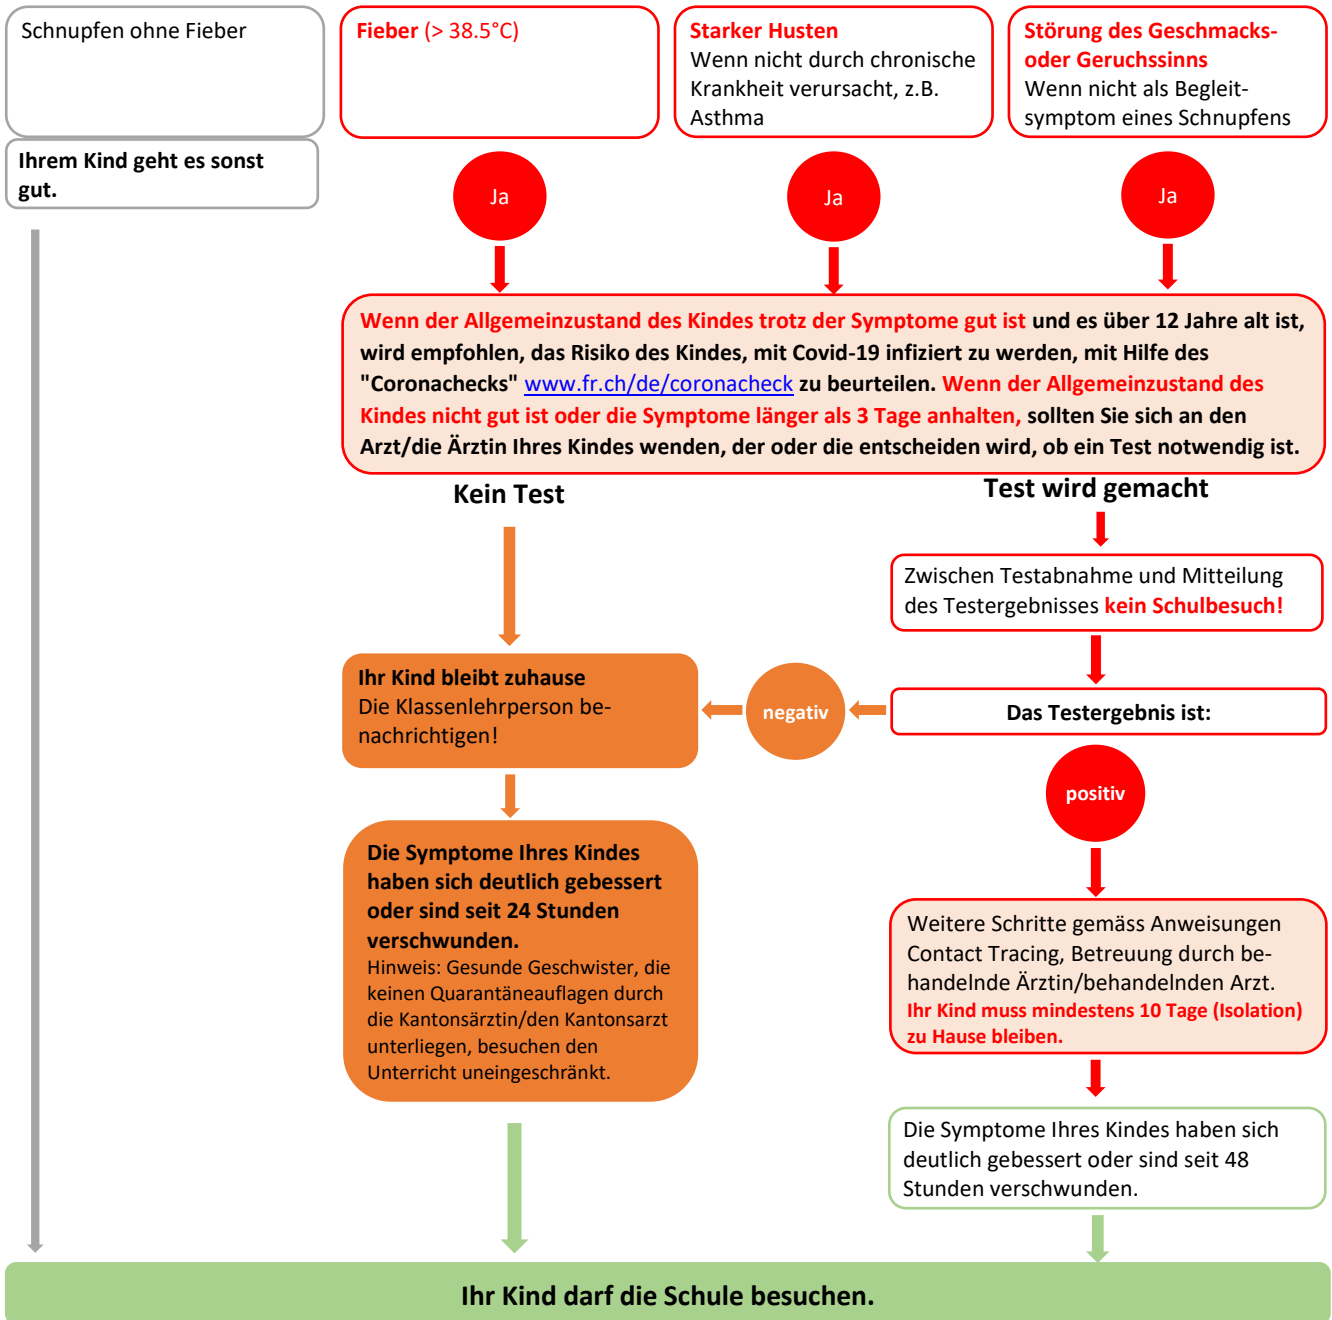 Schnupfen ohne Fieber
Ihrem Kind geht es sonst
gut.
Fieber (> 38.5°C)
Starker Husten
Wenn nicht durch chronische
Krankheit verursacht, z.B.
Asthma
Störung des Geschmacks-
oder Geruchssinns
Wenn nicht als Begleit-
symptom eines Schnupfens
Ja
Ja
Ja
Wenn der Allgemeinzustand des Kindes trotz der Symptome gut ist und es über 12 Jahre alt ist,
wird empfohlen, das Risiko des Kindes, mit Covid-19 infiziert zu werden, mit Hilfe des
"Coronachecks" www.fr.ch/de/coronacheck zu beurteilen. Wenn der Allgemeinzustand des
Kindes nicht gut ist oder die Symptome länger als 3 Tage anhalten, sollten Sie sich an den
Arzt/die Ärztin Ihres Kindes wenden, der oder die entscheiden wird, ob ein Test notwendig ist.
Kein Test
Test wird gemacht
Zwischen Testabnahme und Mitteilung
des Testergebnisses kein Schulbesuch!
Ihr Kind bleibt zuhause
Die Klassenlehrperson be-
nachrichtigen!
negativ
Das Testergebnis ist:
positiv
Die Symptome Ihres Kindes
haben sich deutlich gebessert
oder sind seit 24 Stunden
verschwunden.
Hinweis: Gesunde Geschwister, die
keinen Quarantäneauflagen durch
die Kantonsärztin/den Kantonsarzt
unterliegen, besuchen den
Unterricht uneingeschränkt.
Weitere Schritte gemäss Anweisungen
Contact Tracing, Betreuung durch be-
handelnde Ärztin/behandelnden Arzt.
Ihr Kind muss mindestens 10 Tage (Isolation)
zu Hause bleiben.
Die Symptome Ihres Kindes haben sich
deutlich gebessert oder sind seit 48
Stunden verschwunden.
Ihr Kind darf die Schule besuchen.